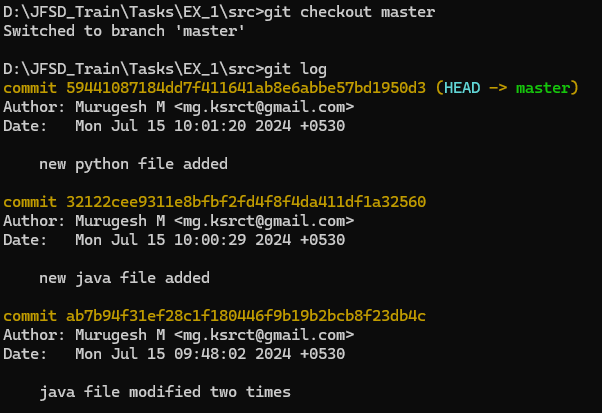 D:\JFSD_Train\Tasks\EX_1\src>git checkout master
Switched to branch 'master'
D:\JFSD_Train\Tasks\EX_1\src>git log
commit 59441087184dd7f411641ab8e6abbe57bd1950d3 (HEAD -> master)
Author: Murugesh M <mg.ksrct@gmail.com>
Date:   Mon Jul 15 10:01:20 2024 +0530
    new python file added
commit 32122cee9311e8bfbf2fd4f8f4da411df1a32560
Author: Murugesh M <mg.ksrct@gmail.com>
Date:   Mon Jul 15 10:00:29 2024 +0530
    new java file added
commit ab7b94f31ef28c1f180446f9b19b2bcb8f23db4c
Author: Murugesh M <mg.ksrct@gmail.com>
Date:   Mon Jul 15 09:48:02 2024 +0530
    java file modified two times